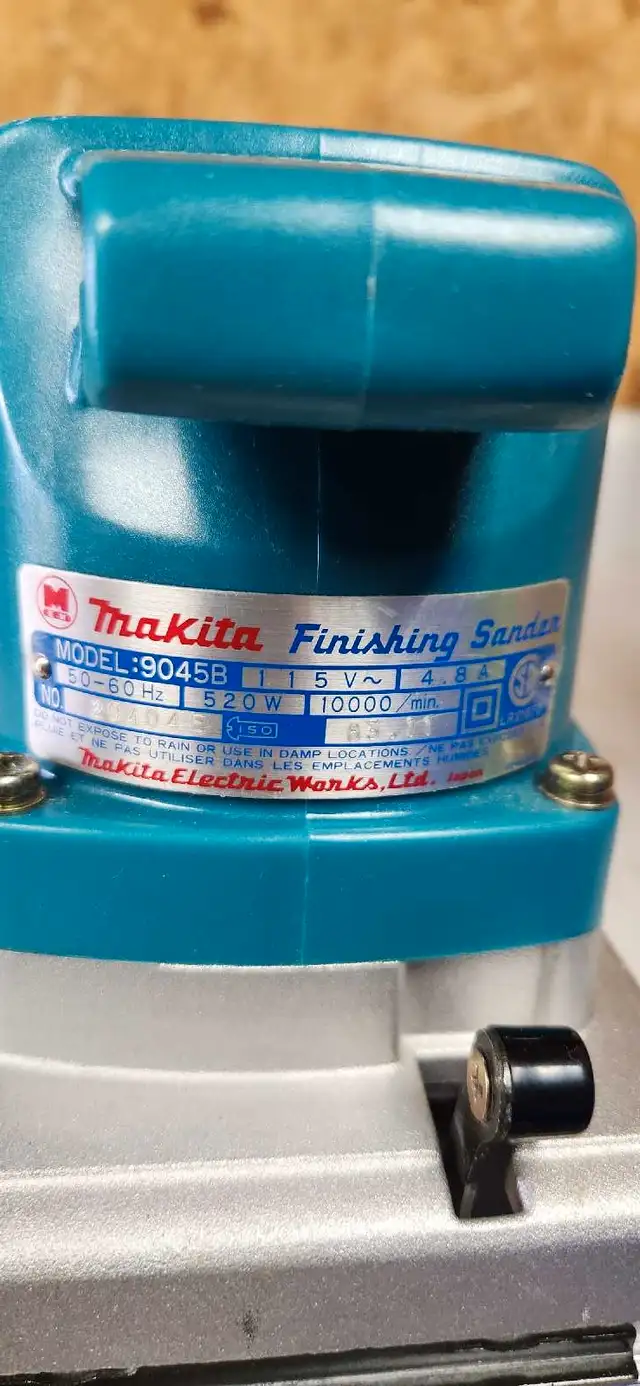 M
makita Finishing Sander
MODEL:9045B 115V~ 4.8A
50-60Hz 520W 10000/min.
NO. ISO
DO NOT EXPOSE TO RAIN OR USE IN DAMP LOCATIONS./NE PAS
PLUIE ET NE PAS UTILISER DANS LES EMPLACEMENTS HUMIDES
Makita Electric Works, Ltd. Japan